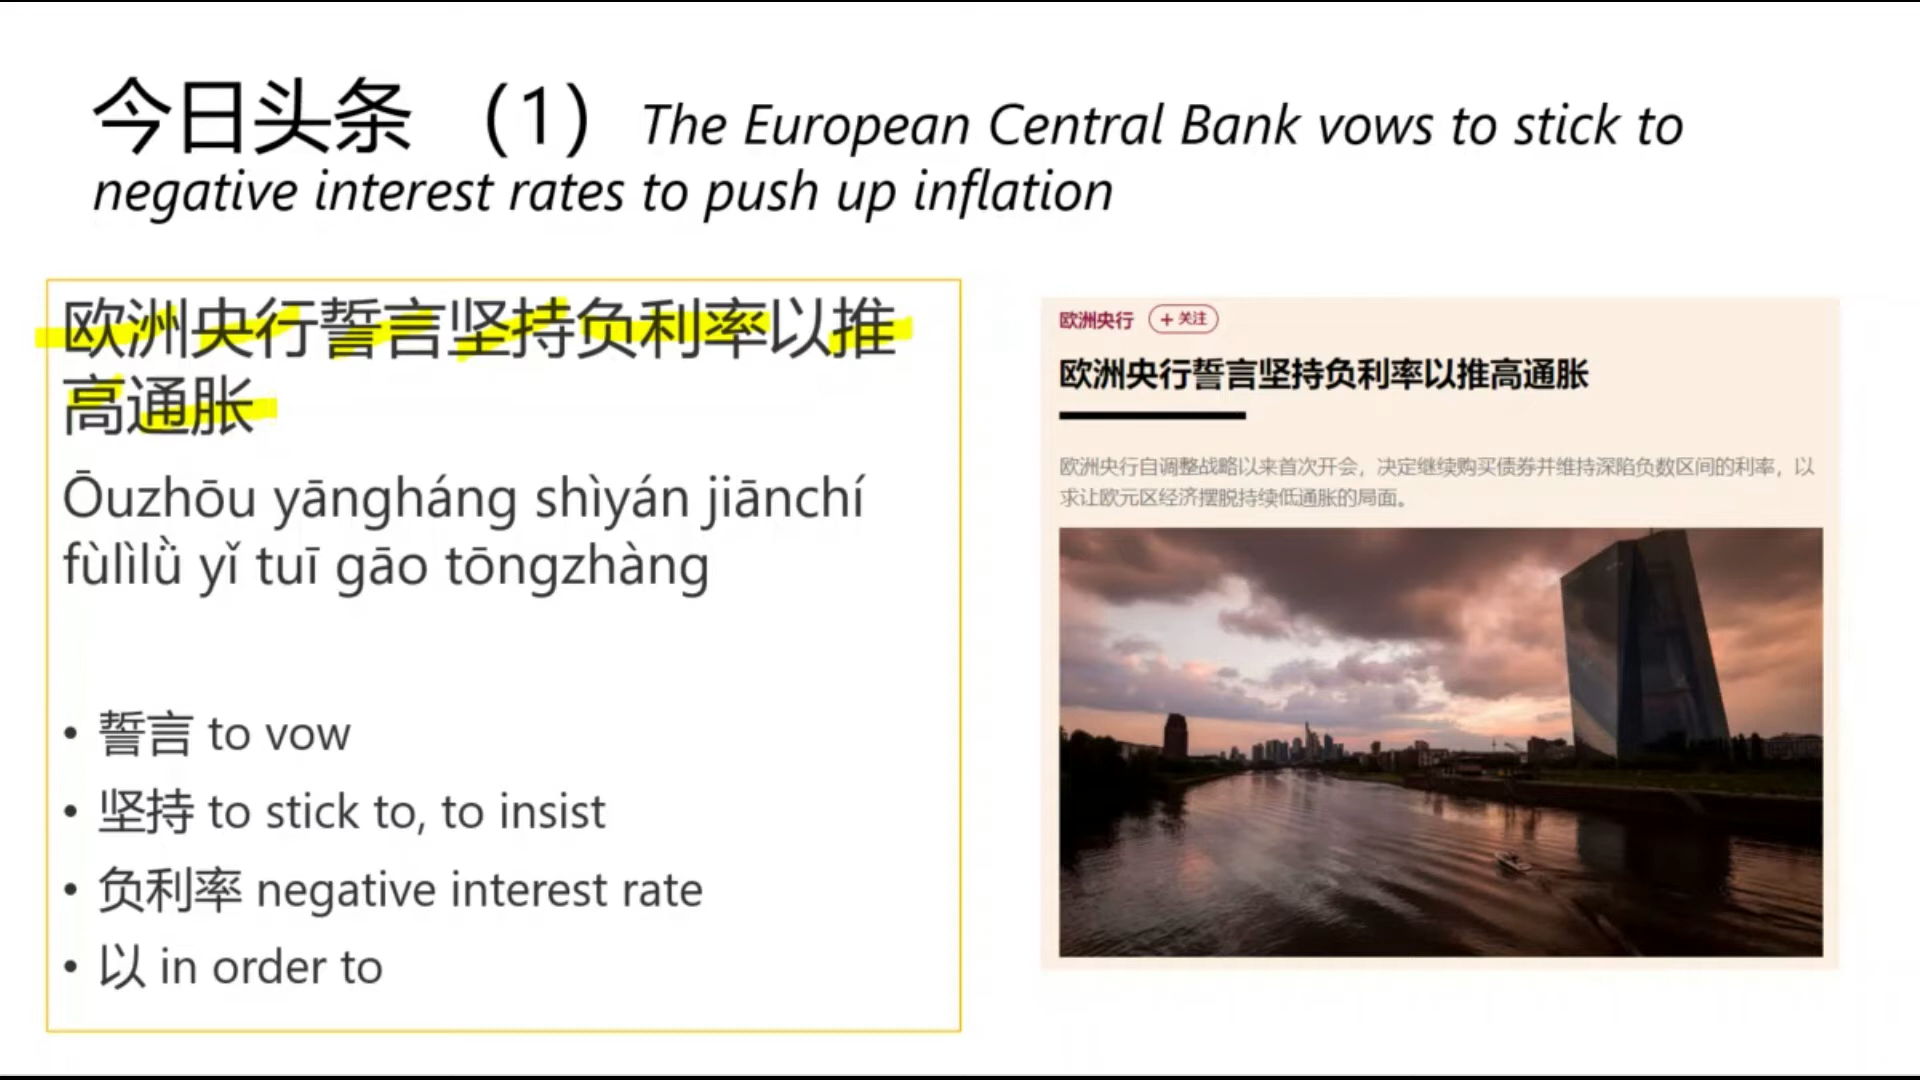 今日头条 （1） The European Central Bank vows to stick to
negative interest rates to push up inflation
欧洲央行誓言坚持负利率以推
高通胀
Ōuzhōu yāngháng shìyán jiānchí
fùlìlǜ yǐ tuī gāo tōngzhàng
• 誓言 to vow
• 坚持 to stick to, to insist
• 负利率 negative interest rate
• 以 in order to
欧洲央行 + 关注
欧洲央行誓言坚持负利率以推高通胀
欧洲央行自调整战略以来首次开会，决定继续购买债券并维持深陷负数区间的利率，以
求让欧元区经济摆脱持续低通胀的局面。